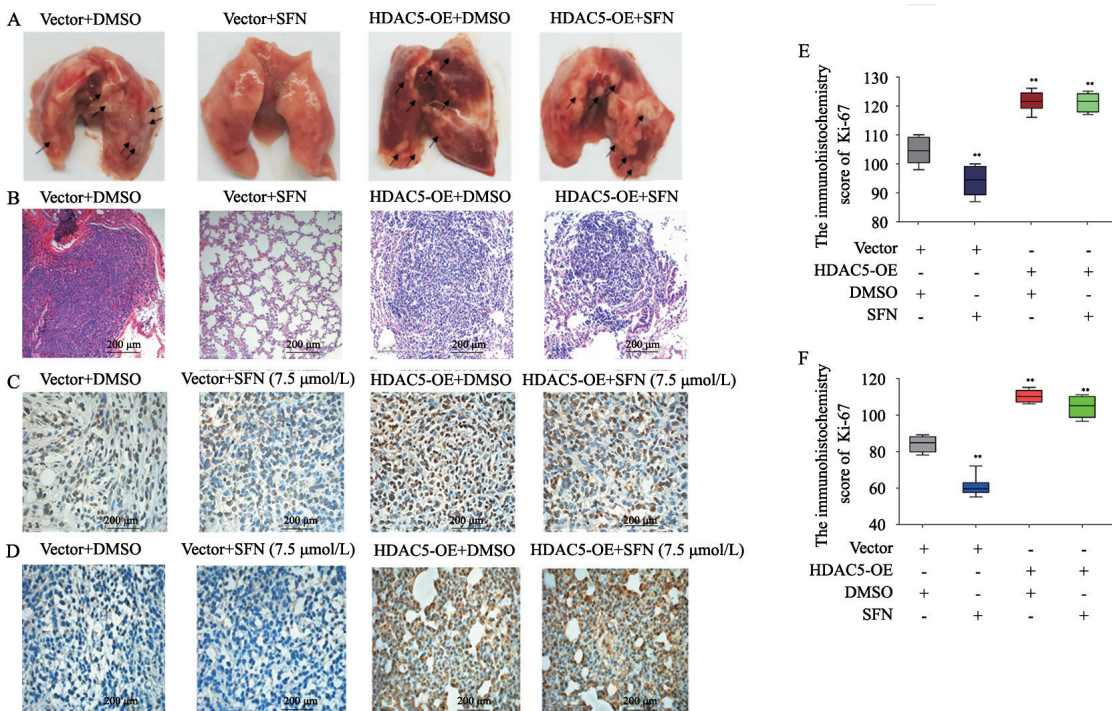 A
Vector+DMSO Vector+SFN HDAC5-OE+DMSO HDAC5-OE+SFN
B
Vector+DMSO Vector+SFN HDAC5-OE+DMSO HDAC5-OE+SFN
200 μm 200 μm 200 μm 200 μm
C
Vector+DMSO Vector+SFN (7.5 μmol/L) HDAC5-OE+DMSO HDAC5-OE+SFN (7.5 μmol/L)
200 μm 200 μm 200 μm 200 μm
D
Vector+DMSO Vector+SFN (7.5 μmol/L) HDAC5-OE+DMSO HDAC5-OE+SFN (7.5 μmol/L)
200 μm 200 μm 200 μm 200 μm
E
The immunohistochemistry
score of Ki-67
130
120
110
100
90
80
** ** **
Vector + + - -
HDAC5-OE - - + +
DMSO + - + -
SFN - + - +
F
The immunohistochemistry
score of Ki-67
120
100
80
60
40
** ** **
Vector + + - -
HDAC5-OE - - + +
DMSO + - + -
SFN - + - +